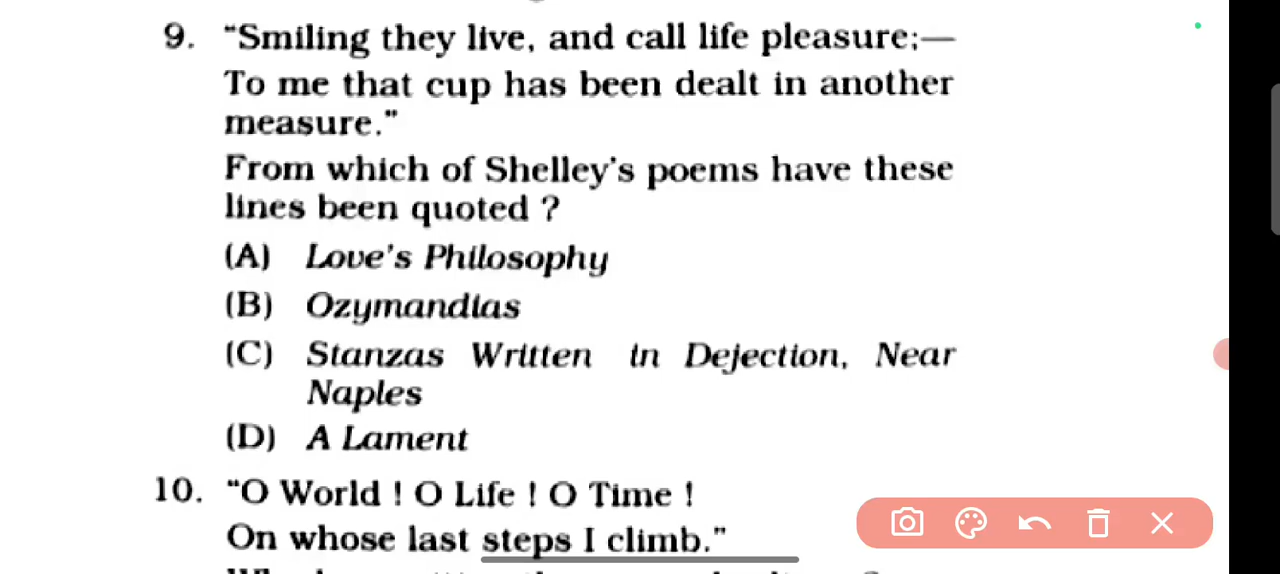 9. "Smiling they live, and call life pleasure;—
To me that cup has been dealt in another
measure."
From which of Shelley's poems have these
lines been quoted ?
(A) Love's Philosophy
(B) Ozymandias
(C) Stanzas Written in Dejection, Near
Naples
(D) A Lament
10. "O World ! O Life ! O Time !
On whose last steps I climb."